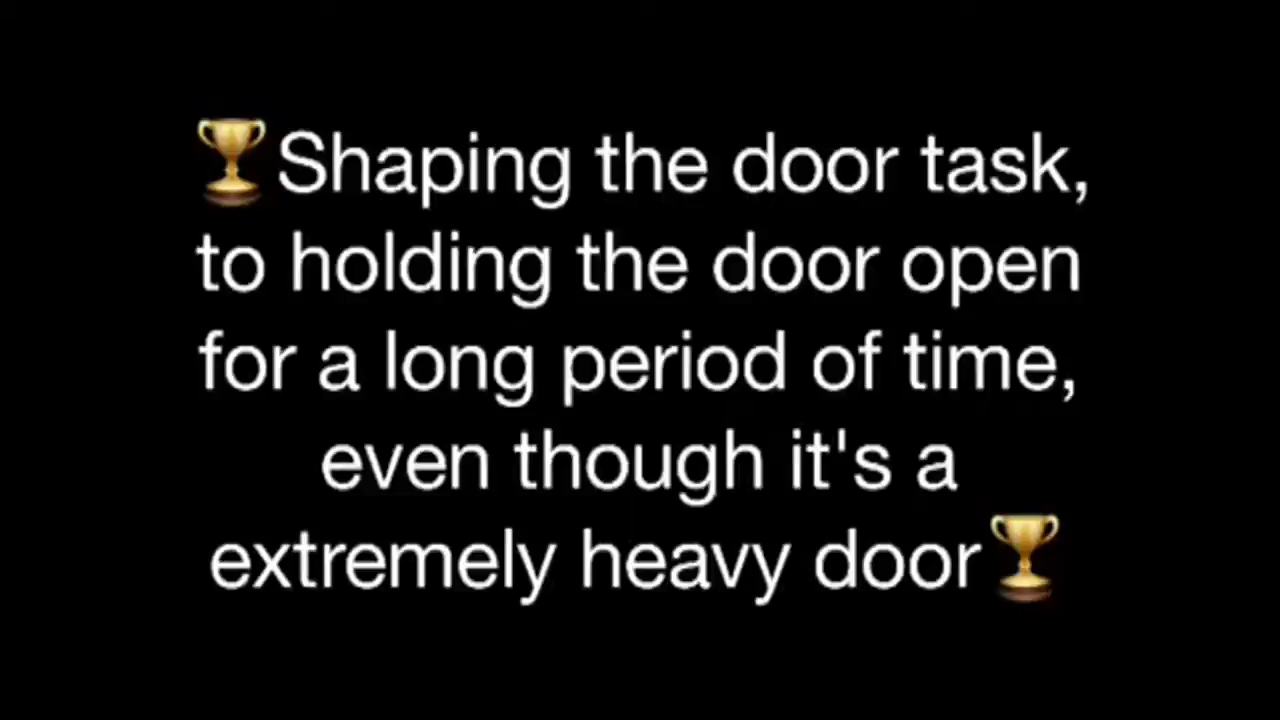 🏆Shaping the door task,
to holding the door open
for a long period of time,
even though it's a
extremely heavy door🏆